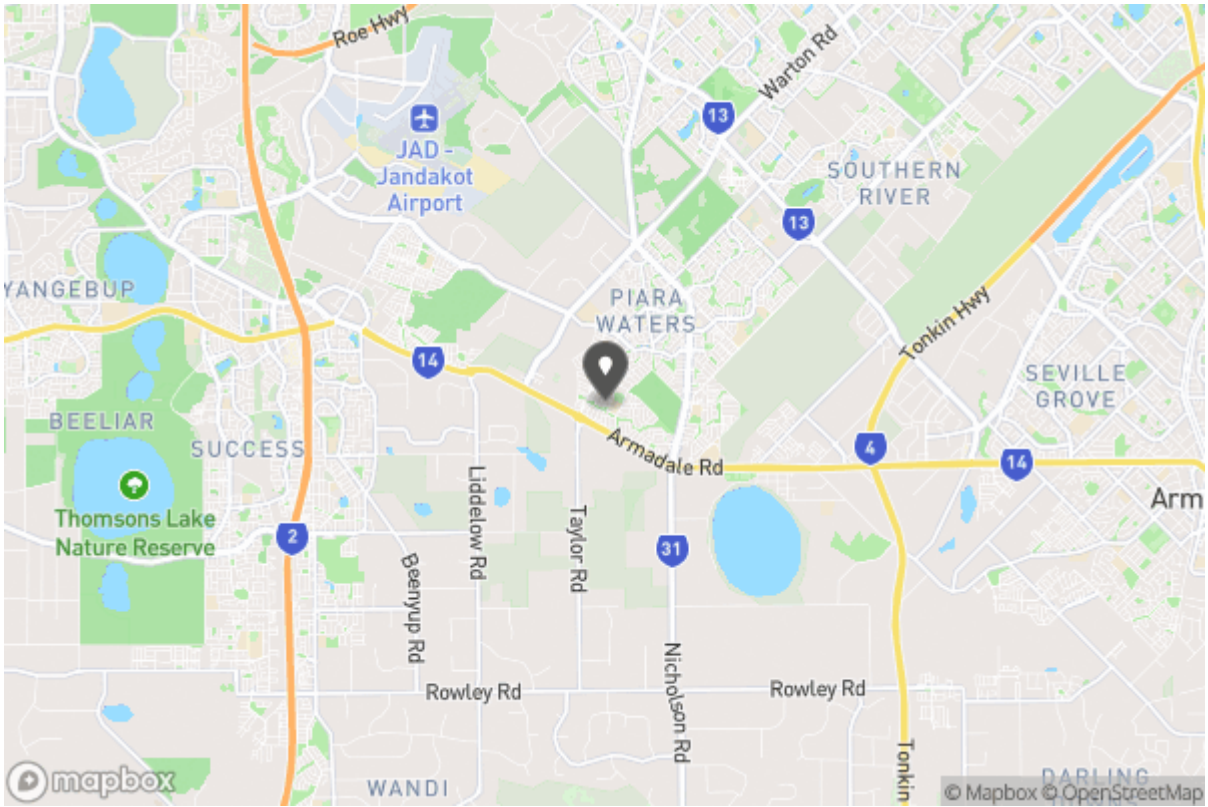 Roe Hwy
Warton Rd
13
JAD -
Jandakot
Airport
SOUTHERN
RIVER
13
YANGEBUP
PIARA
WATERS
Tonkin Hwy
14
SEVILLE
GROVE
BEELIAR
SUCCESS
Armadale Rd
4
14
Thomsons Lake
Nature Reserve
Liddelow Rd
Taylor Rd
Arm
2
31
Beenyup Rd
Nicholson Rd
Rowley Rd
Rowley Rd
Tonkin
WANDI
DARLING
mapbox
© Mapbox © OpenStreetMap